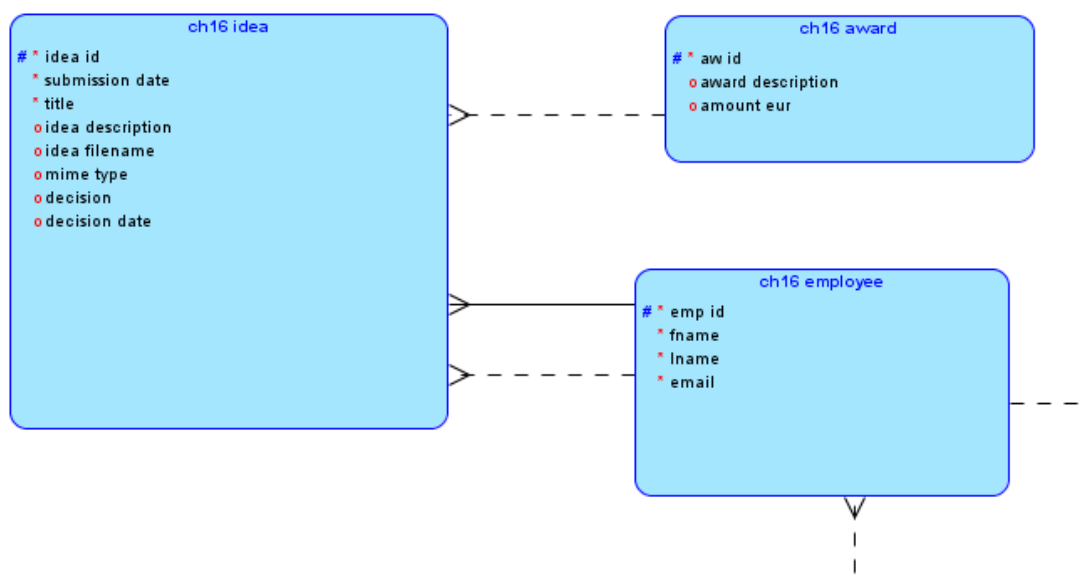 ch16 idea
# * idea id
* submission date
* title
o idea description
o idea filename
o mime type
o decision
o decision date
ch16 award
# * aw id
o award description
o amount eur
ch16 employee
# * emp id
* fname
* lname
* email